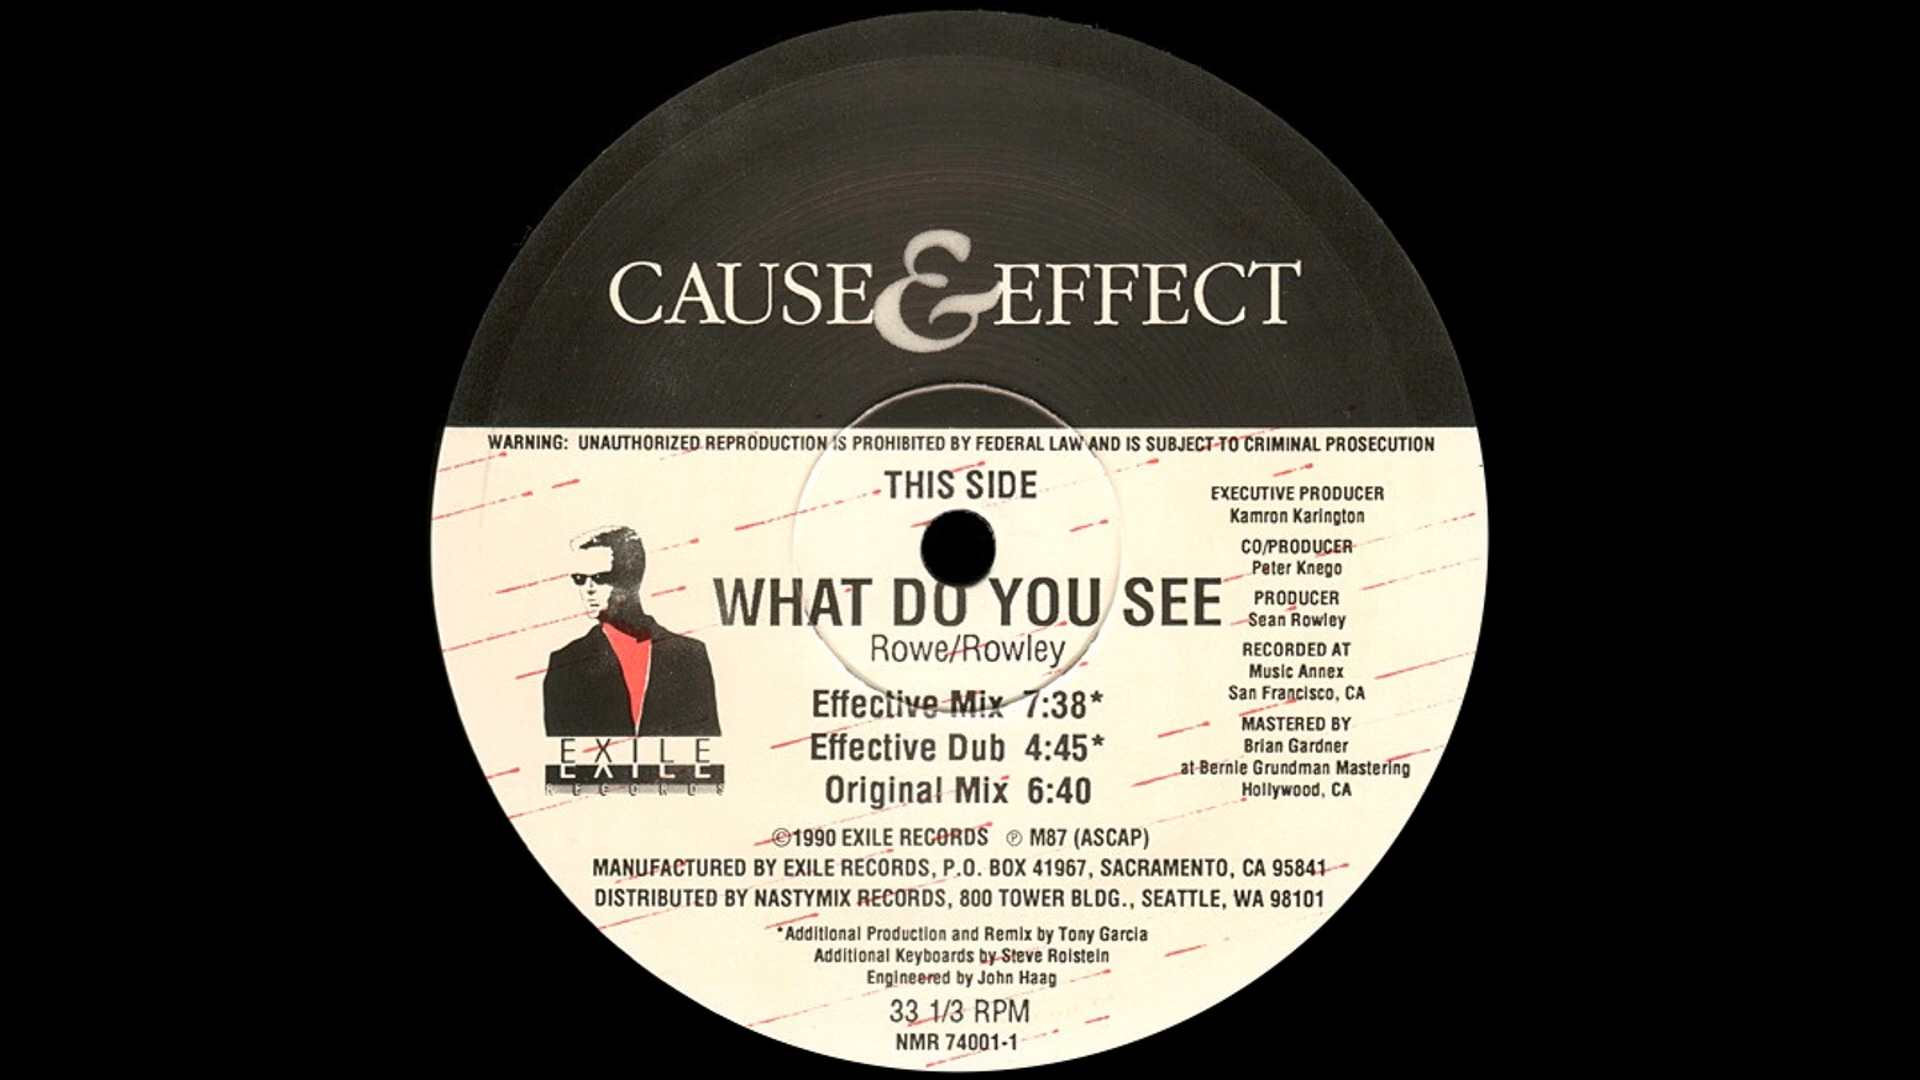 CAUSE & EFFECT
WARNING: UNAUTHORIZED REPRODUCTION IS PROHIBITED BY FEDERAL LAW AND IS SUBJECT TO CRIMINAL PROSECUTION
THIS SIDE
WHAT DO YOU SEE
Rowe/Rowley
Effective Mix 7:38*
Effective Dub 4:45*
Original Mix 6:40
EXECUTIVE PRODUCER
Kamron Karington
CO/PRODUCER
Peter Knego
PRODUCER
Sean Rowley
RECORDED AT
Music Annex
San Francisco, CA
MASTERED BY
Brian Gardner
at Bernie Grundman Mastering
Hollywood, CA
EXILE
RECORDS
©1990 EXILE RECORDS ℗ M87 (ASCAP)
MANUFACTURED BY EXILE RECORDS, P.O. BOX 41967, SACRAMENTO, CA 95841
DISTRIBUTED BY NASTYMIX RECORDS, 800 TOWER BLDG., SEATTLE, WA 98101
*Additional Production and Remix by Tony Garcia
Additional Keyboards by Steve Rolstein
Engineered by John Haag
33 1/3 RPM
NMR 74001-1